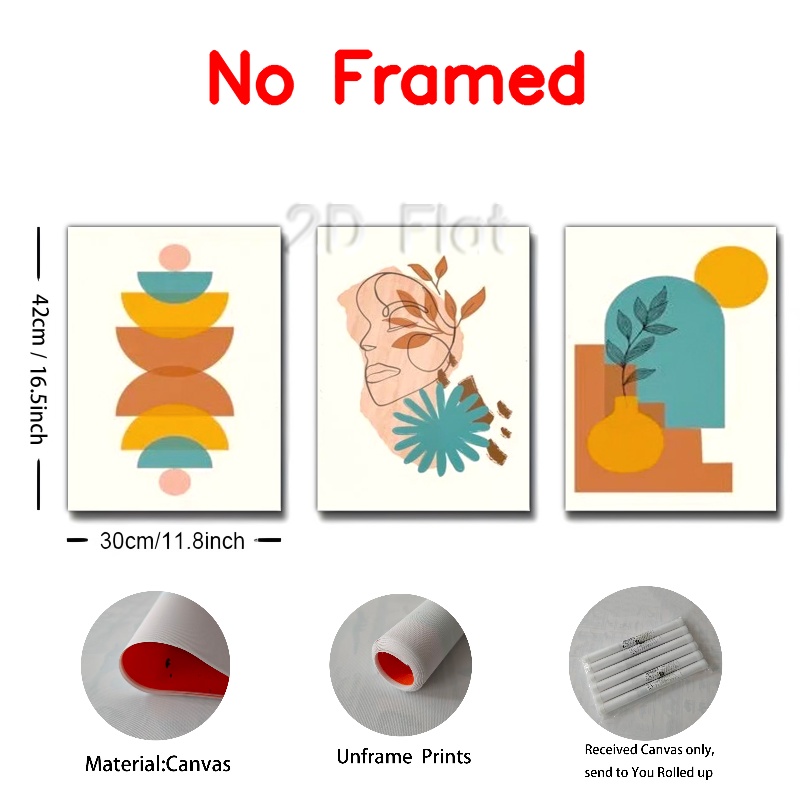 No Framed
2D Flat
42cm / 16.5inch
30cm/11.8inch
Material:Canvas
Unframe Prints
Received Canvas only,
send to You Rolled up